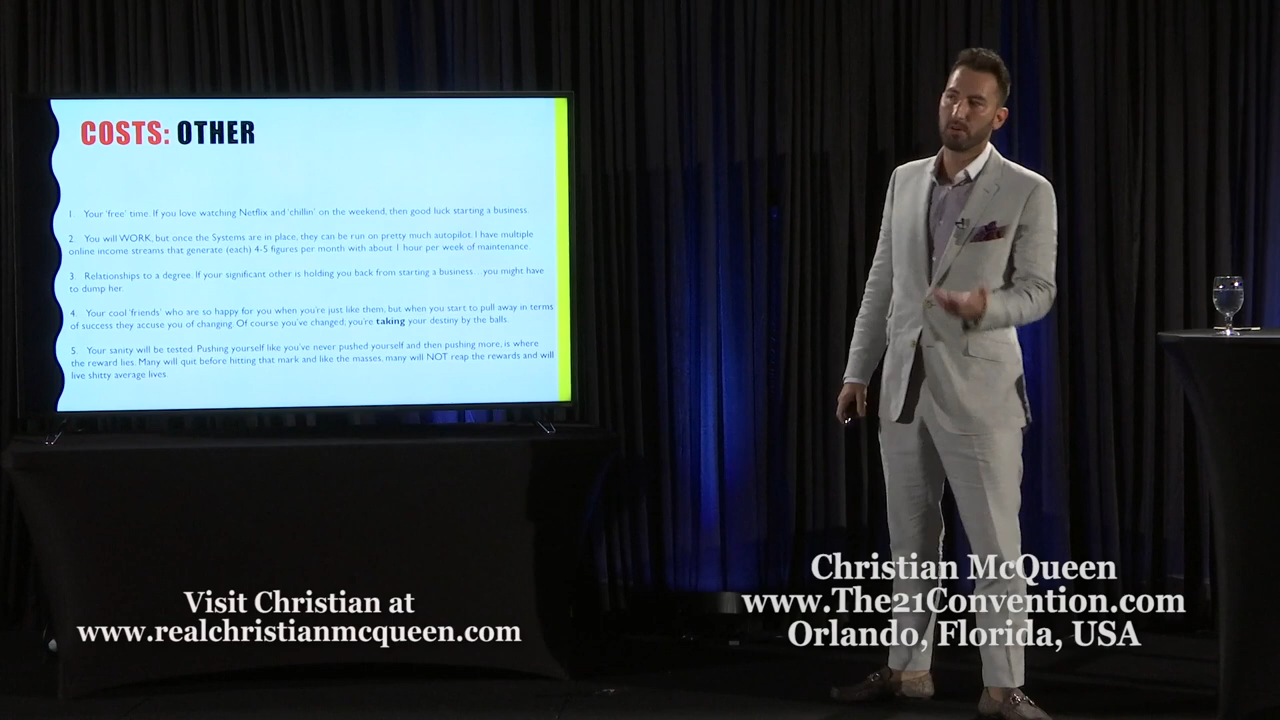 COSTS: OTHER
1. Your 'free' time. If you love watching Netflix and 'chillin' on the weekend, then good luck starting a business.
2. You will WORK, but once the Systems are in place, they can be run on pretty much autopilot. I have multiple
online income streams that generate (each) 4-5 figures per month with about 1 hour per week of maintenance.
3. Relationships to a degree. If your significant other is holding you back from starting a business…you might have
to dump her.
4. Your cool 'friends' who are so happy for you when you're just like them, but when you start to pull away in terms
of success they accuse you of changing. Of course you've changed, you're taking your destiny by the balls.
5. Your sanity will be tested. Pushing yourself like you've never pushed yourself and then pushing more, is where
the reward lies. Many will quit before hitting that mark and like the masses, many will NOT reap the rewards and will
live shitty average lives.
Visit Christian at
www.realchristianmcqueen.com
Christian McQueen
www.The21Convention.com
Orlando, Florida, USA